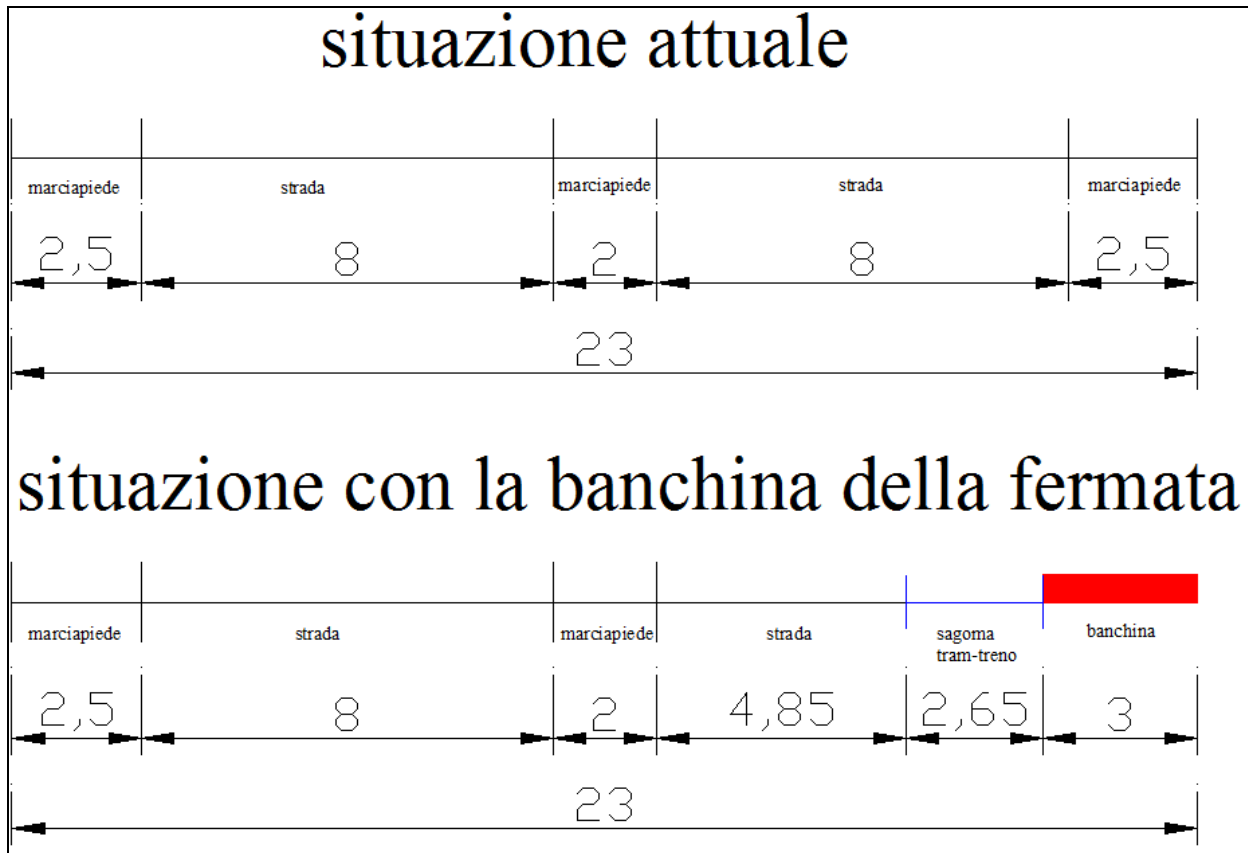 situazione attuale
marciapiede strada marciapiede strada marciapiede
2,5 8 2 8 2,5
23
situazione con la banchina della fermata
marciapiede strada marciapiede strada sagoma banchina
tram-treno
2,5 8 2 4,85 2,65 3
23